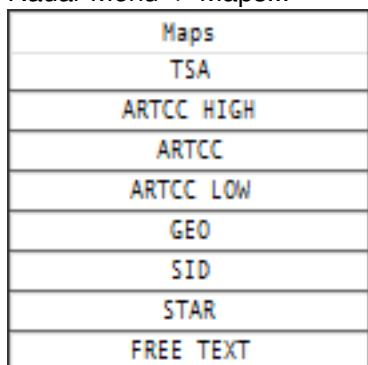 Maps
TSA
ARTCC HIGH
ARTCC
ARTCC LOW
GEO
SID
STAR
FREE TEXT